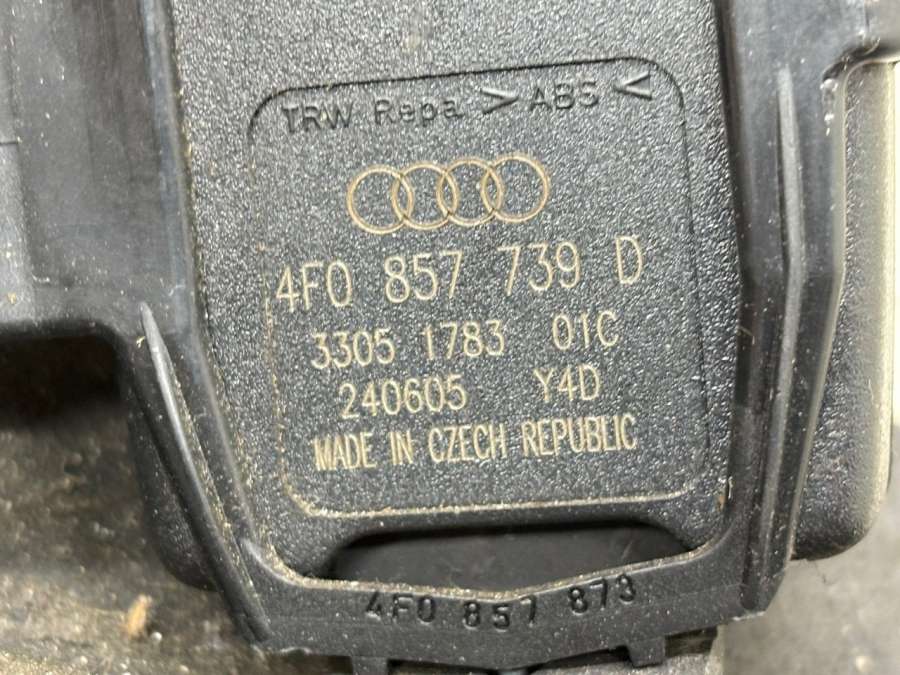 TRW Repa >ABS<
4F0 857 739 D
3305 1783 01C
240605 Y4D
MADE IN CZECH REPUBLIC
4F0 857 873